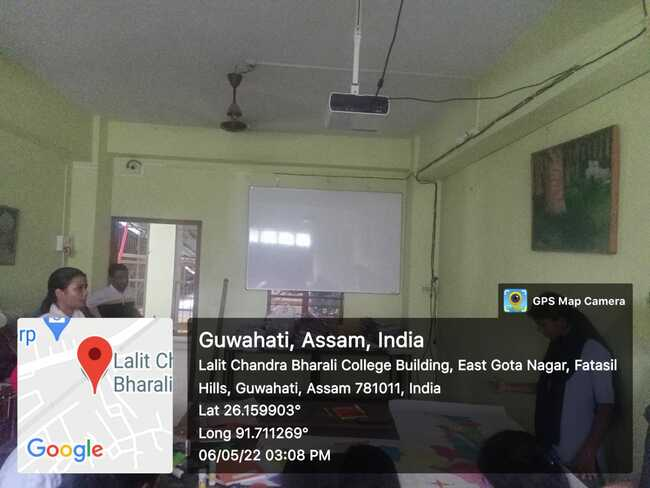 GPS Map Camera
rp
Lalit Ch
Bharali
Google
Guwahati, Assam, India
Lalit Chandra Bharali College Building, East Gota Nagar, Fatasil
Hills, Guwahati, Assam 781011, India
Lat 26.159903°
Long 91.711269°
06/05/22 03:08 PM